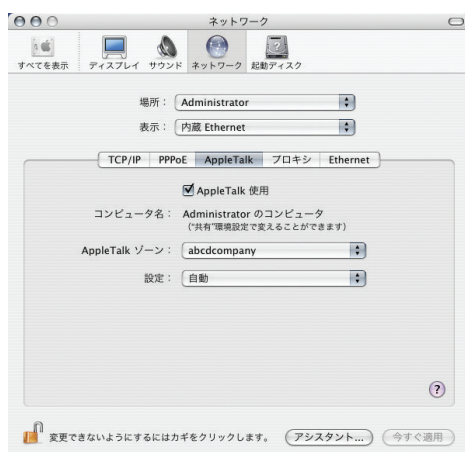 ネットワーク
すべてを表示 ディスプレイ サウンド ネットワーク 起動ディスク
場所： Administrator
表示： 内蔵 Ethernet
TCP/IP PPPoE AppleTalk プロキシ Ethernet
AppleTalk 使用
コンピュータ名： Administrator のコンピュータ
("共有"環境設定で変えることができます)
AppleTalk ゾーン： abcdcompany
設定： 自動
?
変更できないようにするにはカギをクリックします。 アシスタント... 今すぐ適用